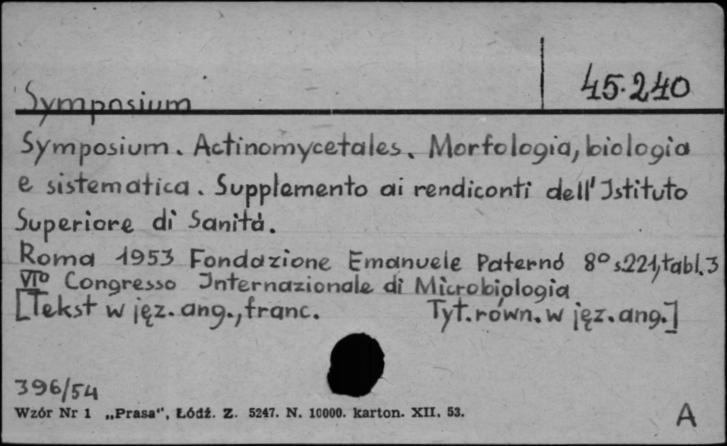 45.240
Symposium
Symposium. Actinomycetales. Morfologia, biologia
e sistematica. Supplemento ai rendiconti dell'Istituto
Superiore di Sanità.
Roma 1953 Fondazione Emanuele Paternó 8° s.221, tabl. 3
VIº Congresso Internazionale di Microbiologia
[Tekst w jęz. ang., franc. Tyt. równ. w jęz. ang.]
396/54
Wzór Nr 1 „Prasa", Łódź. Z. 5247. N. 10000. karton. XII. 53.
A